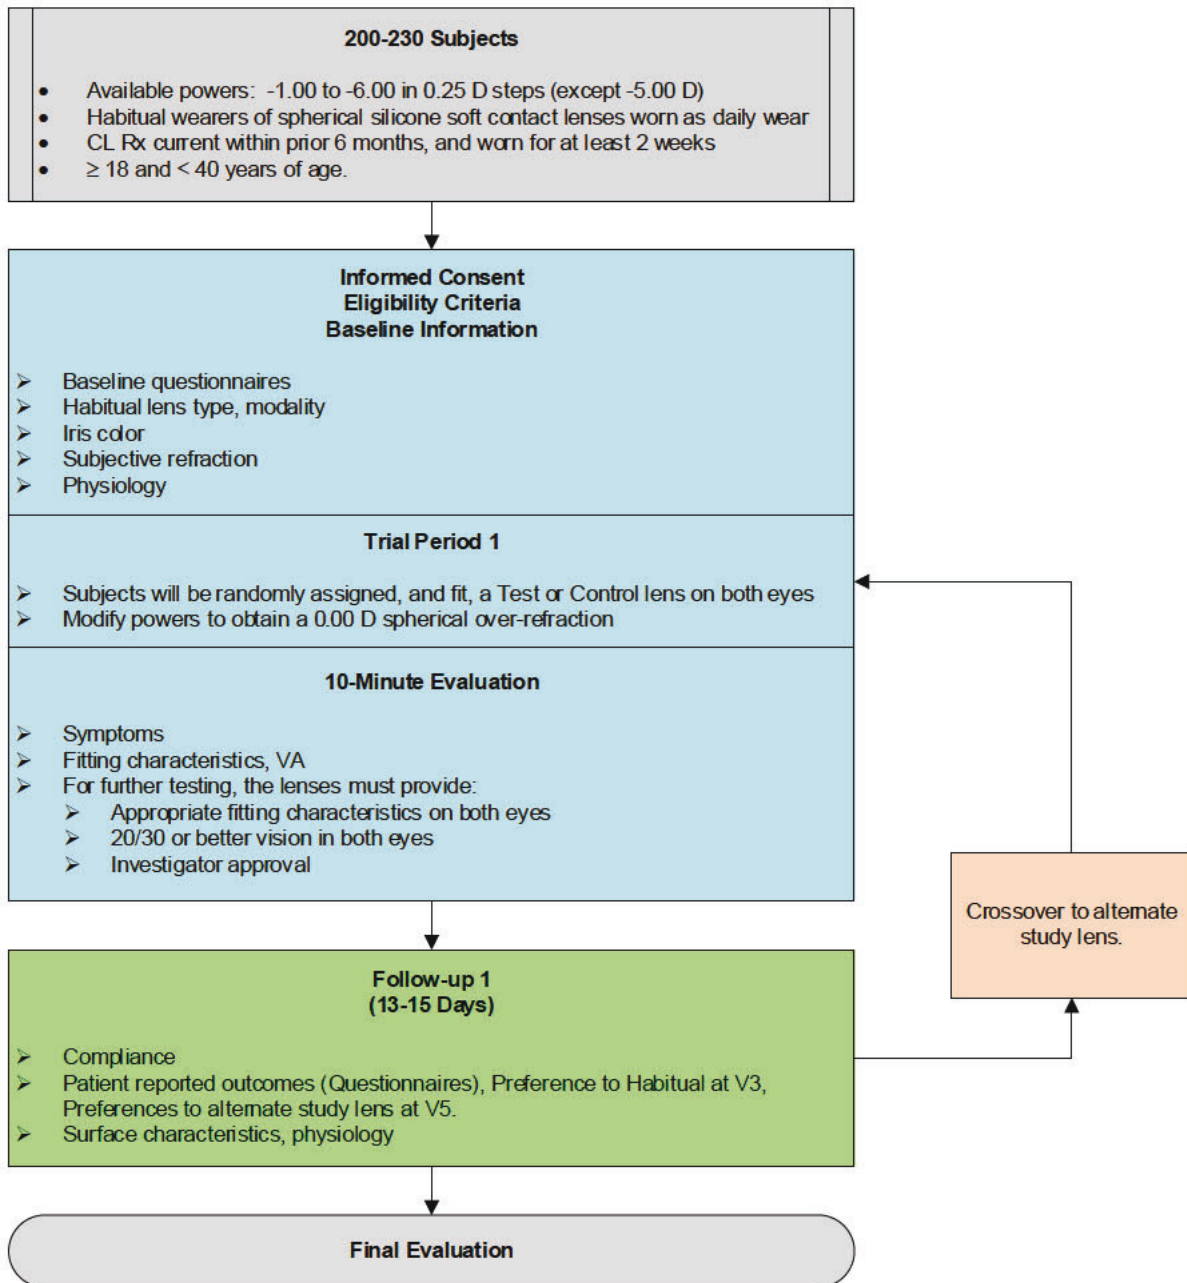 200-230 Subjects
• Available powers: -1.00 to -6.00 in 0.25 D steps (except -5.00 D)
• Habitual wearers of spherical silicone soft contact lenses worn as daily wear
• CL Rx current within prior 6 months, and worn for at least 2 weeks
• ≥ 18 and < 40 years of age.
Informed Consent
Eligibility Criteria
Baseline Information
➢ Baseline questionnaires
➢ Habitual lens type, modality
➢ Iris color
➢ Subjective refraction
➢ Physiology
Trial Period 1
➢ Subjects will be randomly assigned, and fit, a Test or Control lens on both eyes
➢ Modify powers to obtain a 0.00 D spherical over-refraction
10-Minute Evaluation
➢ Symptoms
➢ Fitting characteristics, VA
➢ For further testing, the lenses must provide:
➢ Appropriate fitting characteristics on both eyes
➢ 20/30 or better vision in both eyes
➢ Investigator approval
Crossover to alternate
study lens.
Follow-up 1
(13-15 Days)
➢ Compliance
➢ Patient reported outcomes (Questionnaires), Preference to Habitual at V3,
Preferences to alternate study lens at V5.
➢ Surface characteristics, physiology
Final Evaluation